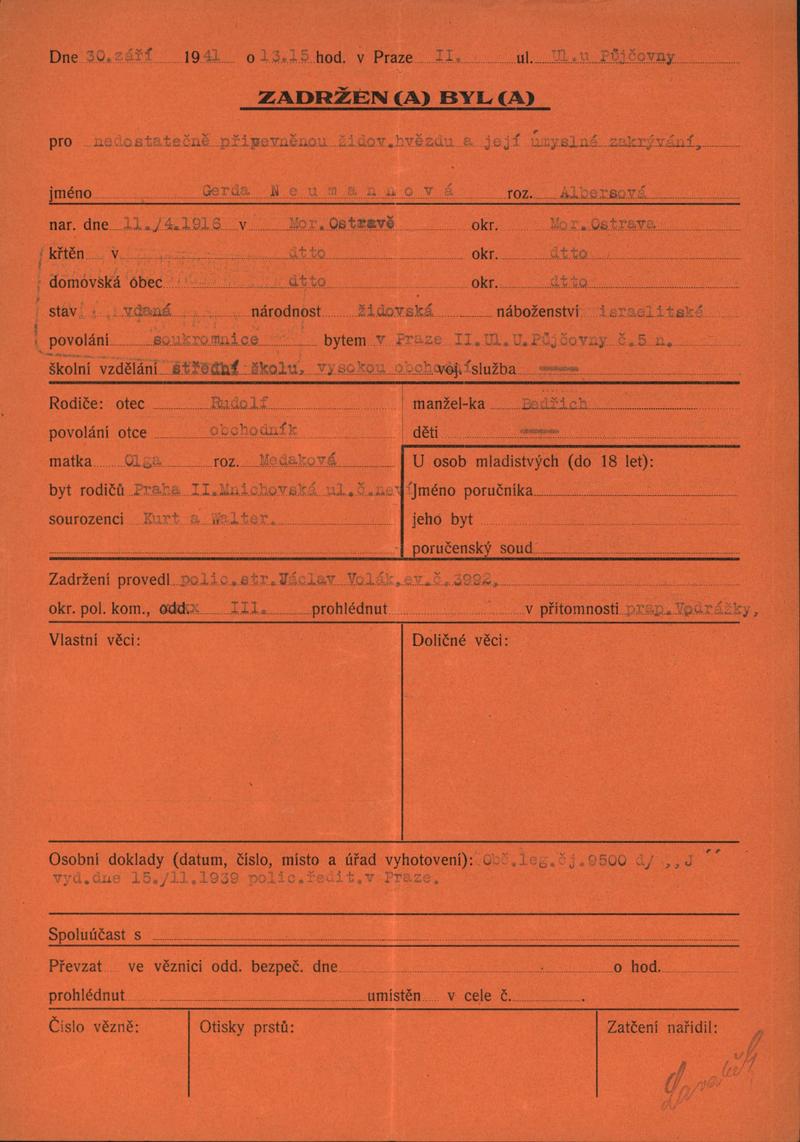 Dne 30.září 1941 o 13.15 hod. v Praze II. ul. Ul.u Půjčovny
ZADRŽEN (A) BYL (A)
pro nedostatečně připevněnou židov.hvězdu a její úmyslné zakrývání,
jméno Gerda Neumannová roz. Albersová
nar. dne 11./4.1916 v Mor.Ostravě okr. Mor.Ostrava
křtěn v dtto okr. dtto
domovská obec dtto okr. dtto
stav vdaná národnost židovská náboženství israelitské
povolání soukromnice bytem v Praze II.Ul.U.Půjčovny č.5 n.
školní vzdělání střední školu, vysokou obchod. voj. služba
Rodiče: otec Rudolf manžel-ka Bedřich
povolání otce obchodník děti
matka Olga roz. Medaková U osob mladistvých (do 18 let):
byt rodičů Praha II.Mnichovská ul.č.neví Jméno poručníka
sourozenci Kurt a Walter. jeho byt
poručenský soud
Zadržení provedl polic.str.Václav Volák,ev.č.3992,
okr. pol. kom., odd. III. prohlédnut v přítomnosti prap.Vodrážky,
Vlastní věci: Doličné věci:
Osobní doklady (datum, číslo, místo a úřad vyhotovení): Obč.leg.čj.9500 d/ ,,J´´
vyd.dne 15./11.1939 polic.ředit.v Praze.
Spoluúčast s
Převzat ve věznici odd. bezpeč. dne o hod.
prohlédnut umístěn v cele č.
Číslo vězně: Otisky prstů: Zatčení nařídil: